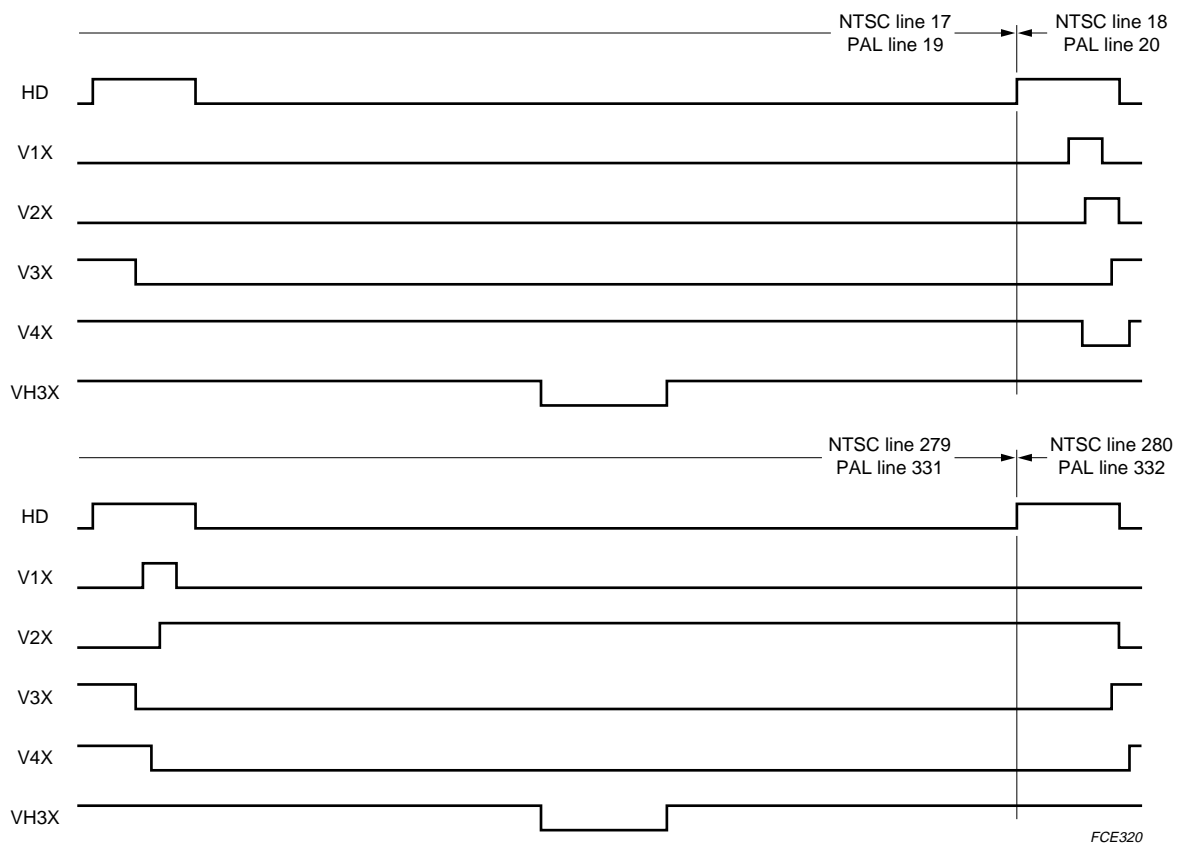 NTSC line 17
PAL line 19
NTSC line 18
PAL line 20
HD
V1X
V2X
V3X
V4X
VH3X
NTSC line 279
PAL line 331
NTSC line 280
PAL line 332
HD
V1X
V2X
V3X
V4X
VH3X
FCE320